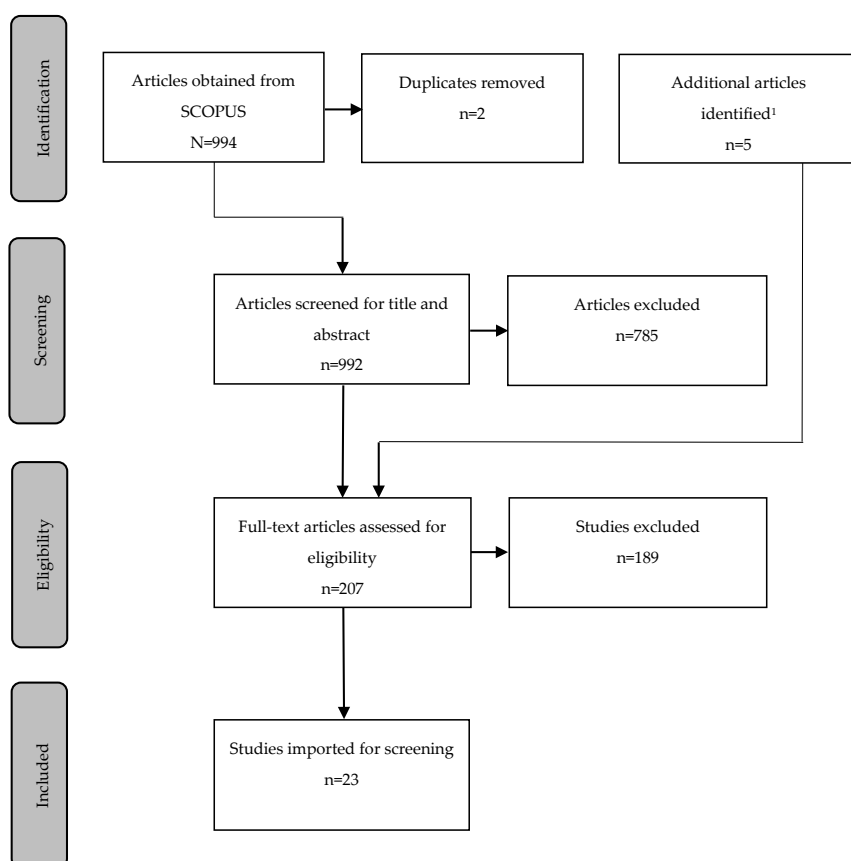 Identification
Articles obtained from
SCOPUS
N=994
Duplicates removed
n=2
Additional articles
identified¹
n=5
Screening
Articles screened for title and
abstract
n=992
Articles excluded
n=785
Eligibility
Full-text articles assessed for
eligibility
n=207
Studies excluded
n=189
Included
Studies imported for screening
n=23